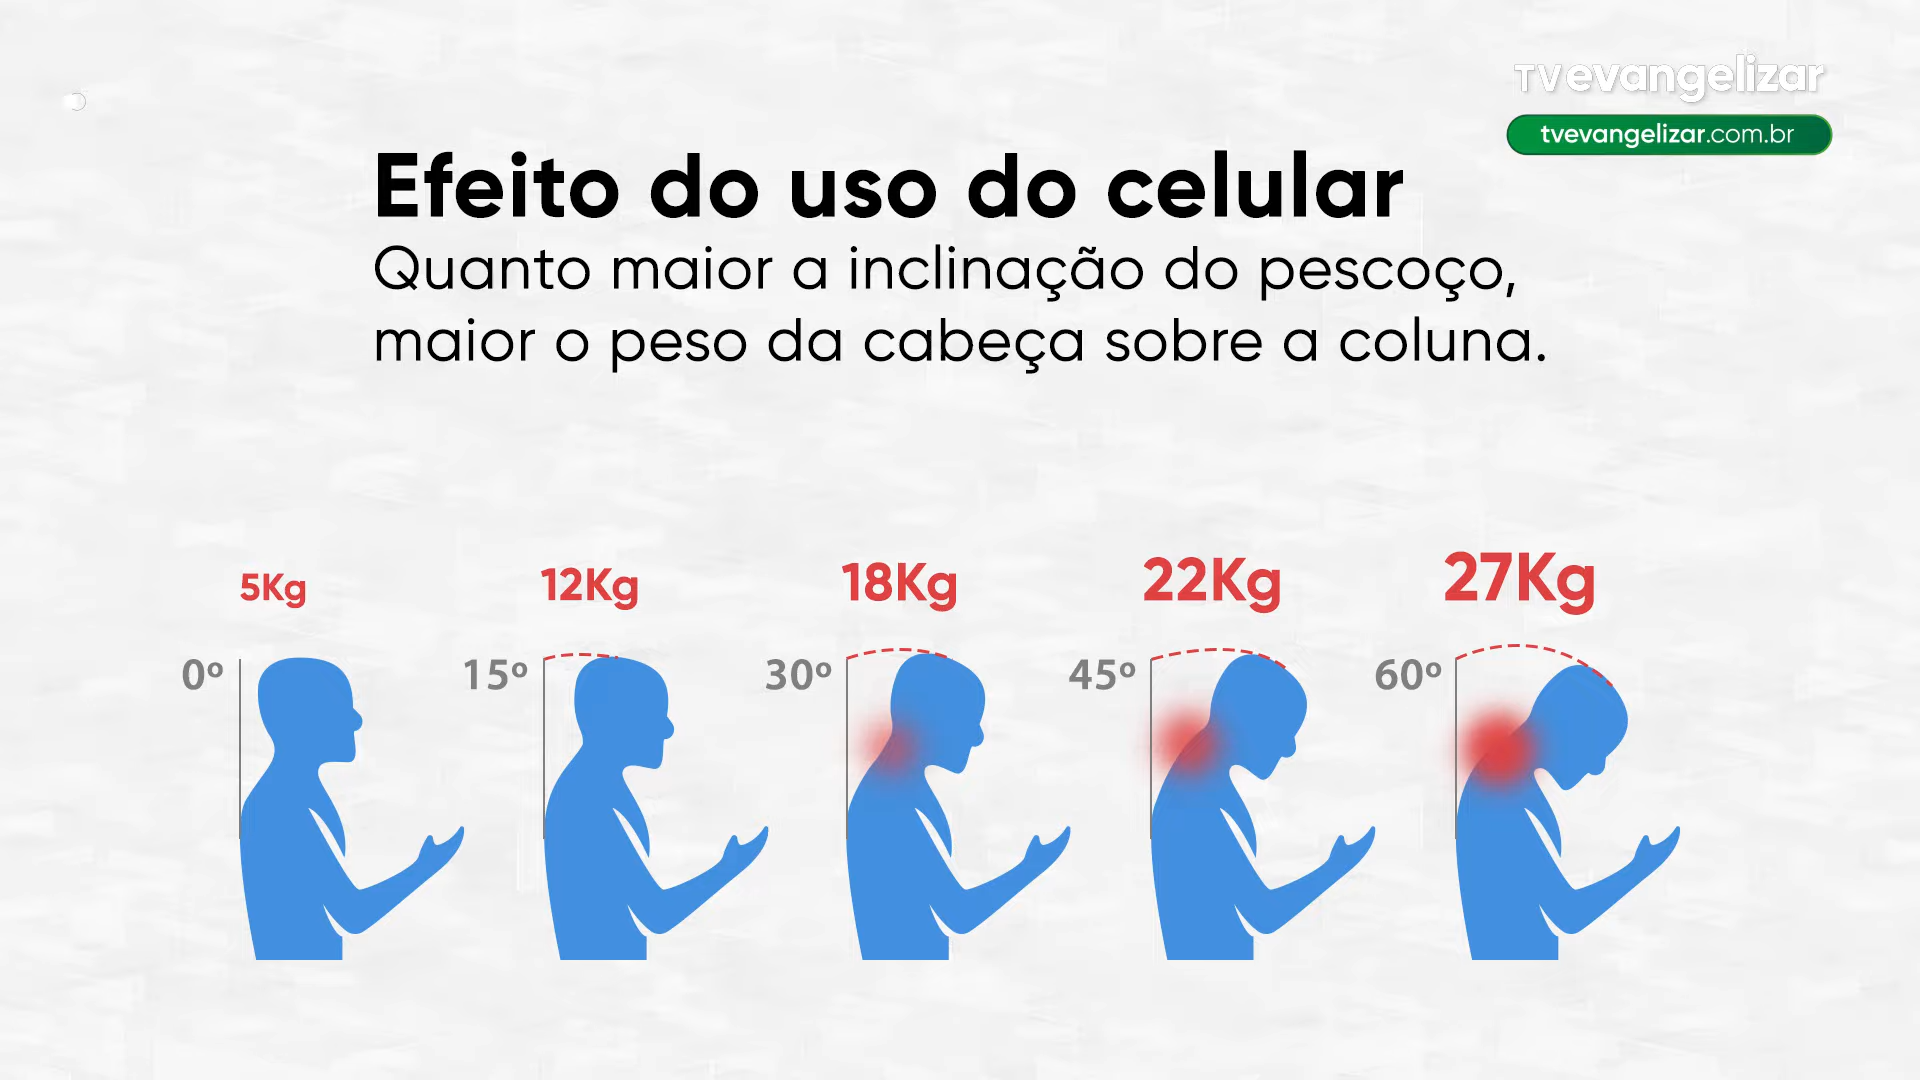 TVevangelizar
tvevangelizar.com.br
Efeito do uso do celular
Quanto maior a inclinação do pescoço,
maior o peso da cabeça sobre a coluna.
5Kg
12Kg
18Kg
22Kg
27Kg
0º
15º
30º
45º
60º